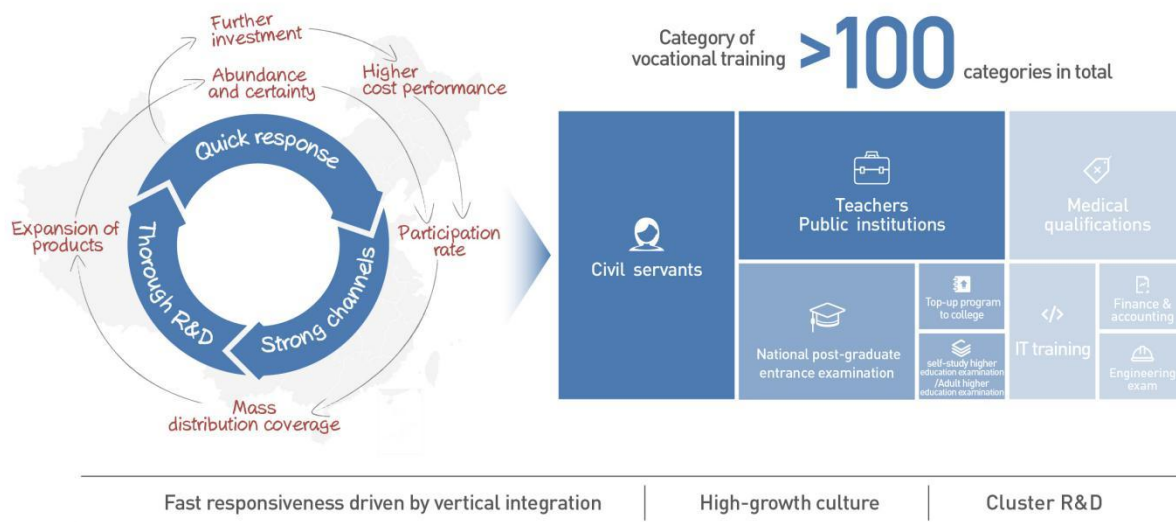 Further
investment
Abundance
and certainty
Higher
cost performance
Quick response
Expansion of
products
Participation
rate
Thorough R&D
Strong channels
Mass
distribution coverage
Category of
vocational training
>100
categories in total
Civil servants
Teachers
Public institutions
Medical
qualifications
National post-graduate
entrance examination
Top-up program
to college
self-study higher
education examination
/Adult higher
education examination
IT training
Finance &
accounting
Engineering
exam
Fast responsiveness driven by vertical integration
High-growth culture
Cluster R&D